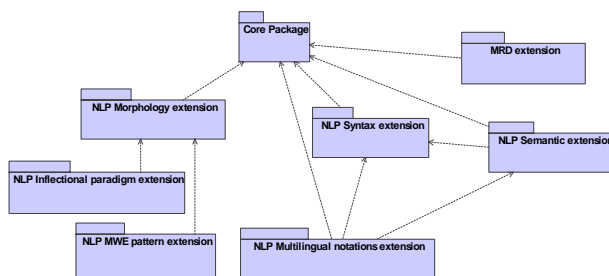 Core Package
MRD extension
NLP Morphology extension
NLP Syntax extension
NLP Semantic extension
NLP Inflectional paradigm extension
NLP MWE pattern extension
NLP Multilingual notations extension